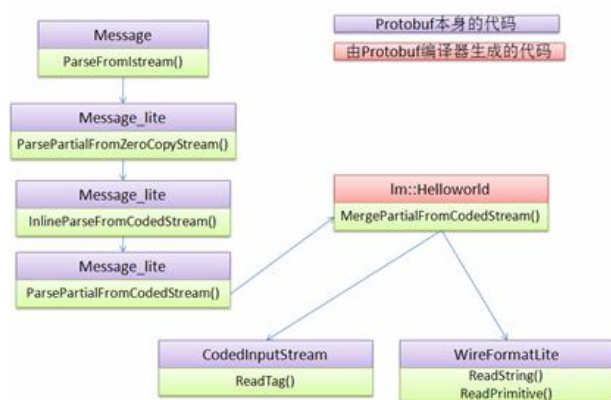 Message
ParseFromIstream()
Message_lite
ParsePartialFromZeroCopyStream()
Message_lite
InlineParseFromCodedStream()
Message_lite
ParsePartialFromCodedStream()
Protobuf本身的代码
由Protobuf编译器生成的代码
lm::Helloworld
MergePartialFromCodedStream()
CodedInputStream
ReadTag()
WireFormatLite
ReadString()
ReadPrimitive()